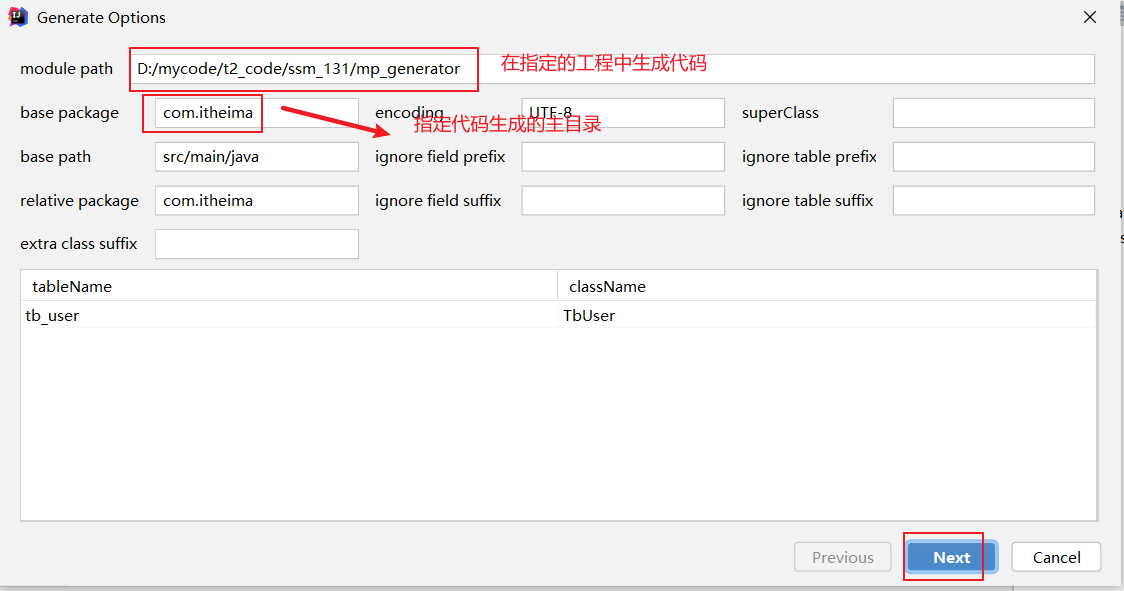 Generate Options
module path D:/mycode/t2_code/ssm_131/mp_generator 在指定的工程中生成代码
base package com.itheima encoding UTF-8 superClass
指定代码生成的主目录
base path src/main/java ignore field prefix ignore table prefix
relative package com.itheima ignore field suffix ignore table suffix
extra class suffix
tableName className
tb_user TbUser
Previous Next Cancel